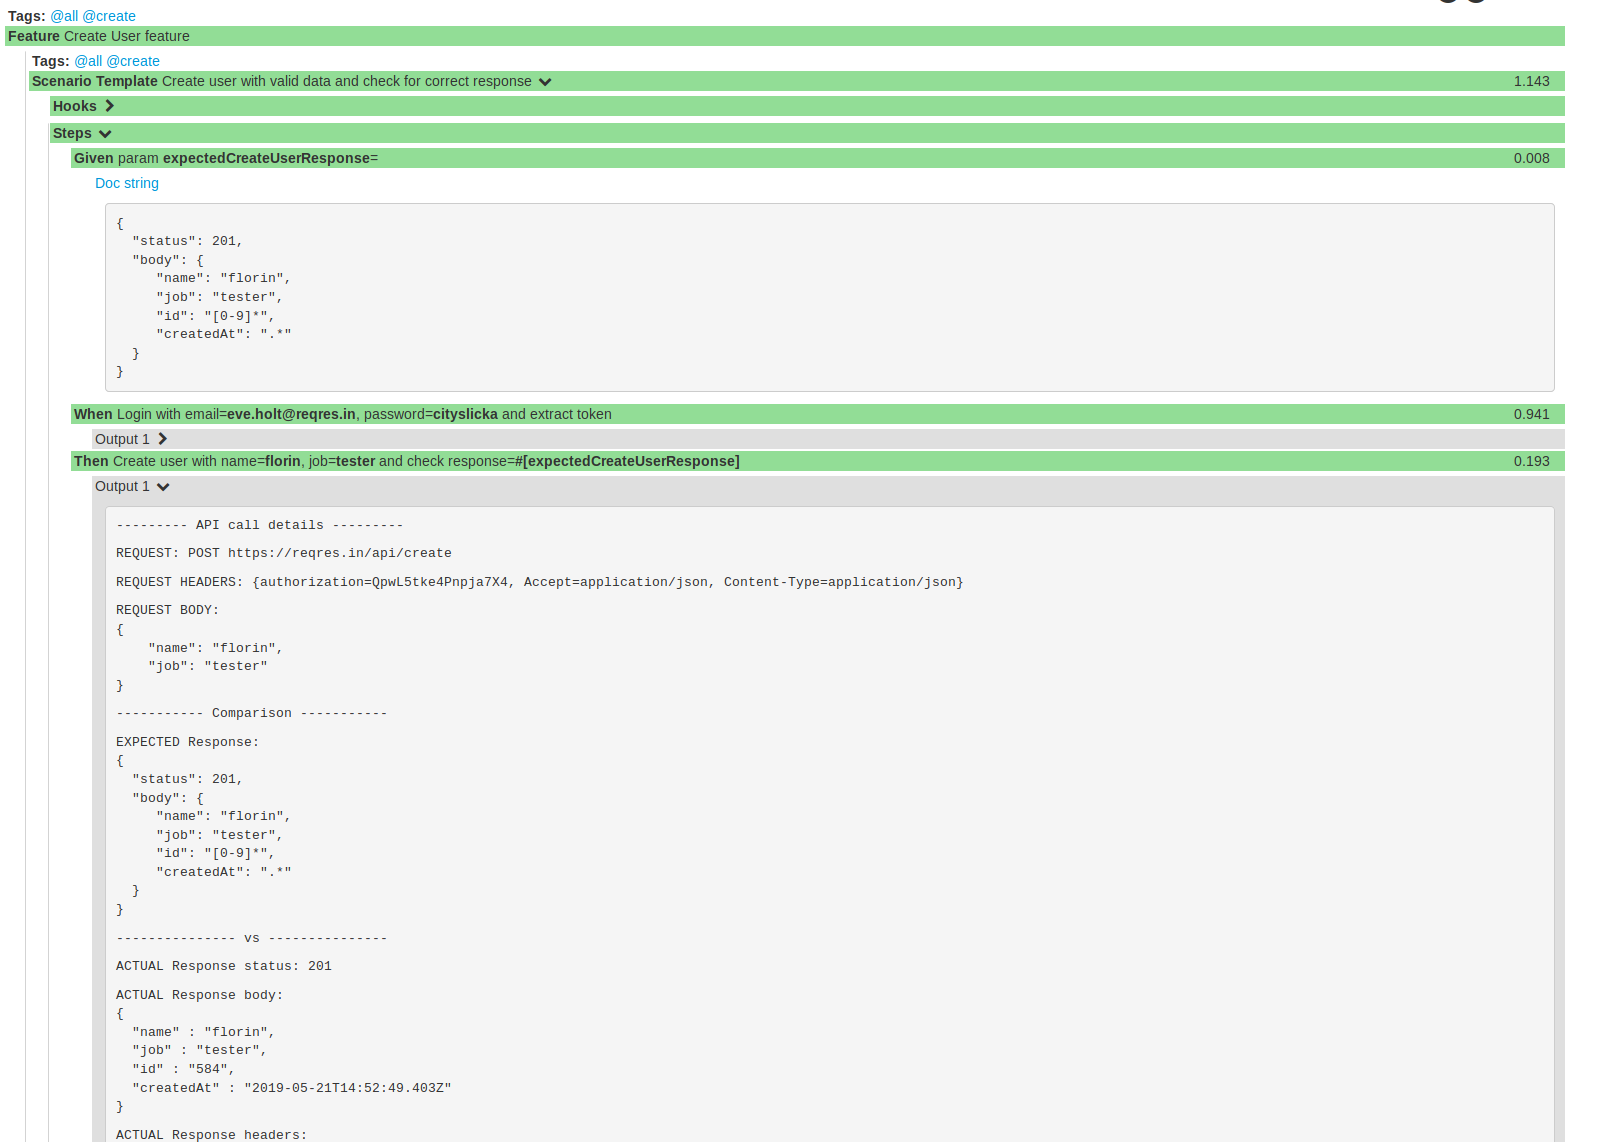 Tags: @all @create
Feature Create User feature
Tags: @all @create
Scenario Template Create user with valid data and check for correct response 1.143
Hooks
Steps
Given param expectedCreateUserResponse= 0.008
Doc string
{
  "status": 201,
  "body": {
     "name": "florin",
     "job": "tester",
     "id": "[0-9]*",
     "createdAt": ".*"
  }
}
When Login with email=eve.holt@reqres.in, password=cityslicka and extract token 0.941
Output 1
Then Create user with name=florin, job=tester and check response=#[expectedCreateUserResponse] 0.193
Output 1
--------- API call details ---------
REQUEST: POST https://reqres.in/api/create
REQUEST HEADERS: {authorization=QpwL5tke4Pnpja7X4, Accept=application/json, Content-Type=application/json}
REQUEST BODY:
{
    "name": "florin",
    "job": "tester"
}
----------- Comparison -----------
EXPECTED Response:
{
  "status": 201,
  "body": {
     "name": "florin",
     "job": "tester",
     "id": "[0-9]*",
     "createdAt": ".*"
  }
}
--------------- vs ---------------
ACTUAL Response status: 201
ACTUAL Response body:
{
  "name" : "florin",
  "job" : "tester",
  "id" : "584",
  "createdAt" : "2019-05-21T14:52:49.403Z"
}
ACTUAL Response headers: